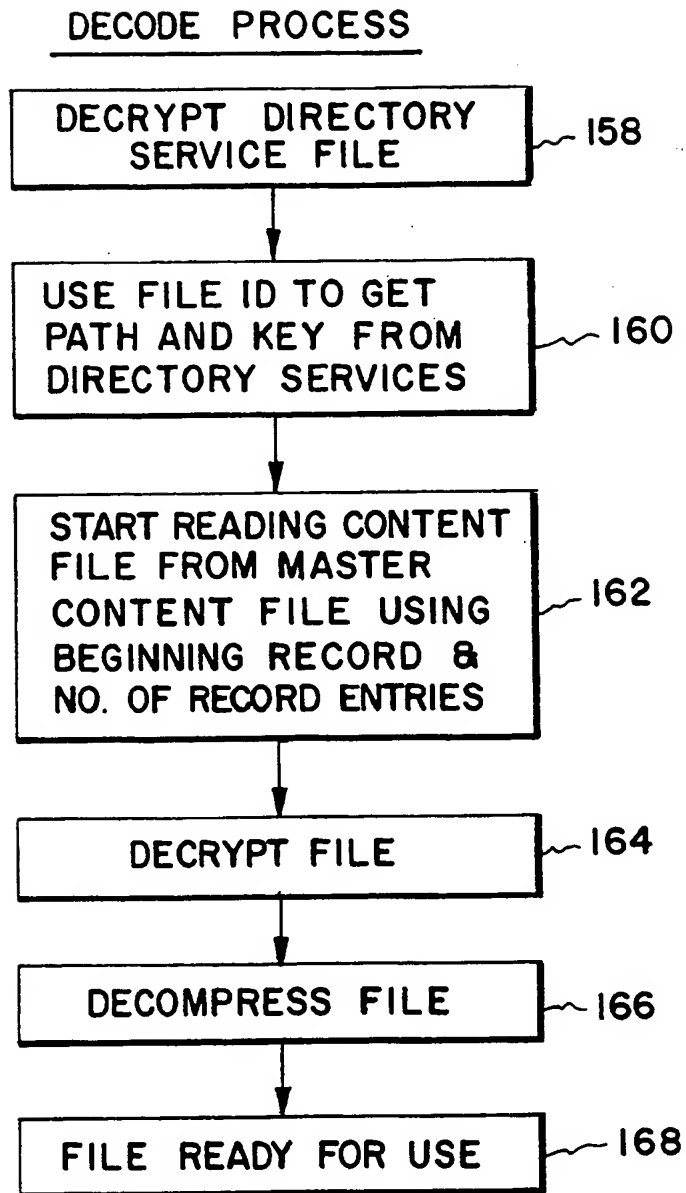 DECODE PROCESS
DECRYPT DIRECTORY
SERVICE FILE
158
USE FILE ID TO GET
PATH AND KEY FROM
DIRECTORY SERVICES
160
START READING CONTENT
FILE FROM MASTER
CONTENT FILE USING
BEGINNING RECORD &
NO. OF RECORD ENTRIES
162
DECRYPT FILE
164
DECOMPRESS FILE
166
FILE READY FOR USE
168